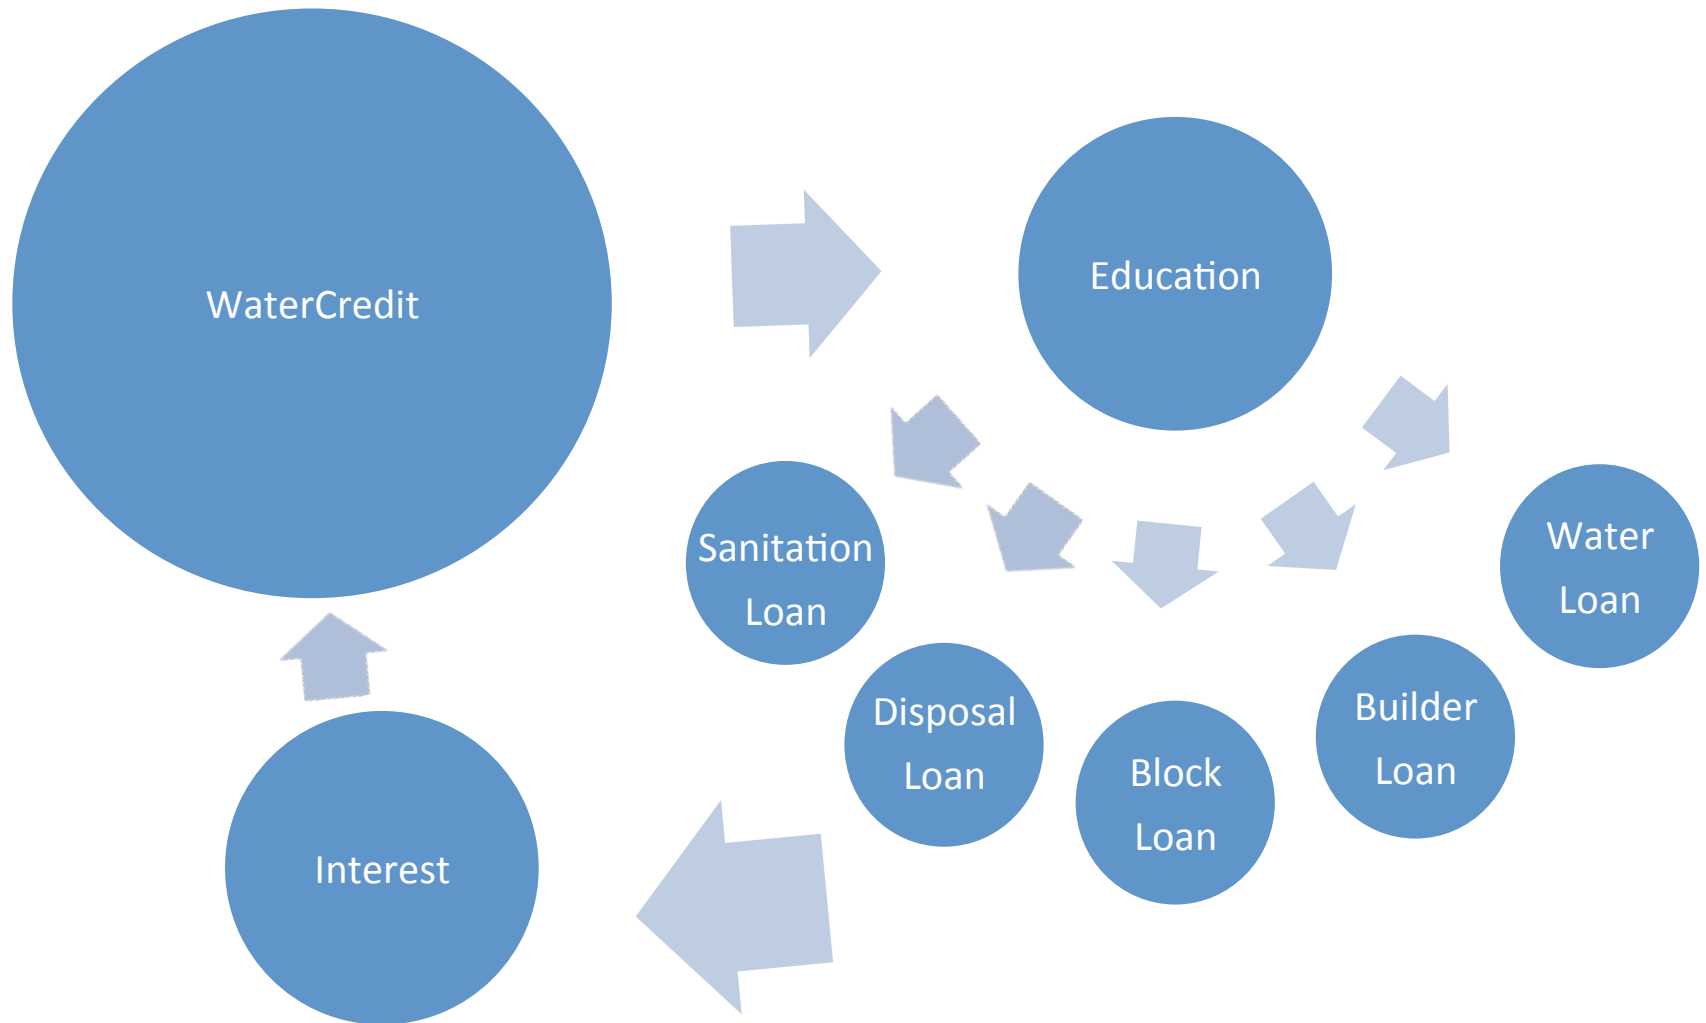 WaterCredit
Education
Sanitation
Loan
Disposal
Loan
Block
Loan
Builder
Loan
Water
Loan
Interest